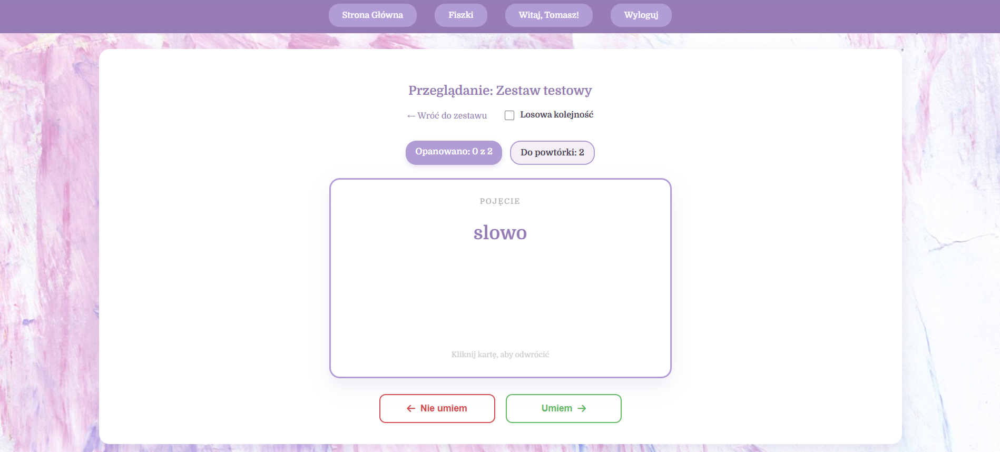 Strona Główna Fiszki Witaj, Tomasz! Wyloguj
Przeglądanie: Zestaw testowy
← Wróć do zestawu Losowa kolejność
Opanowano: 0 z 2 Do powtórki: 2
POJĘCIE
slowo
Kliknij kartę, aby odwrócić
← Nie umiem Umiem →